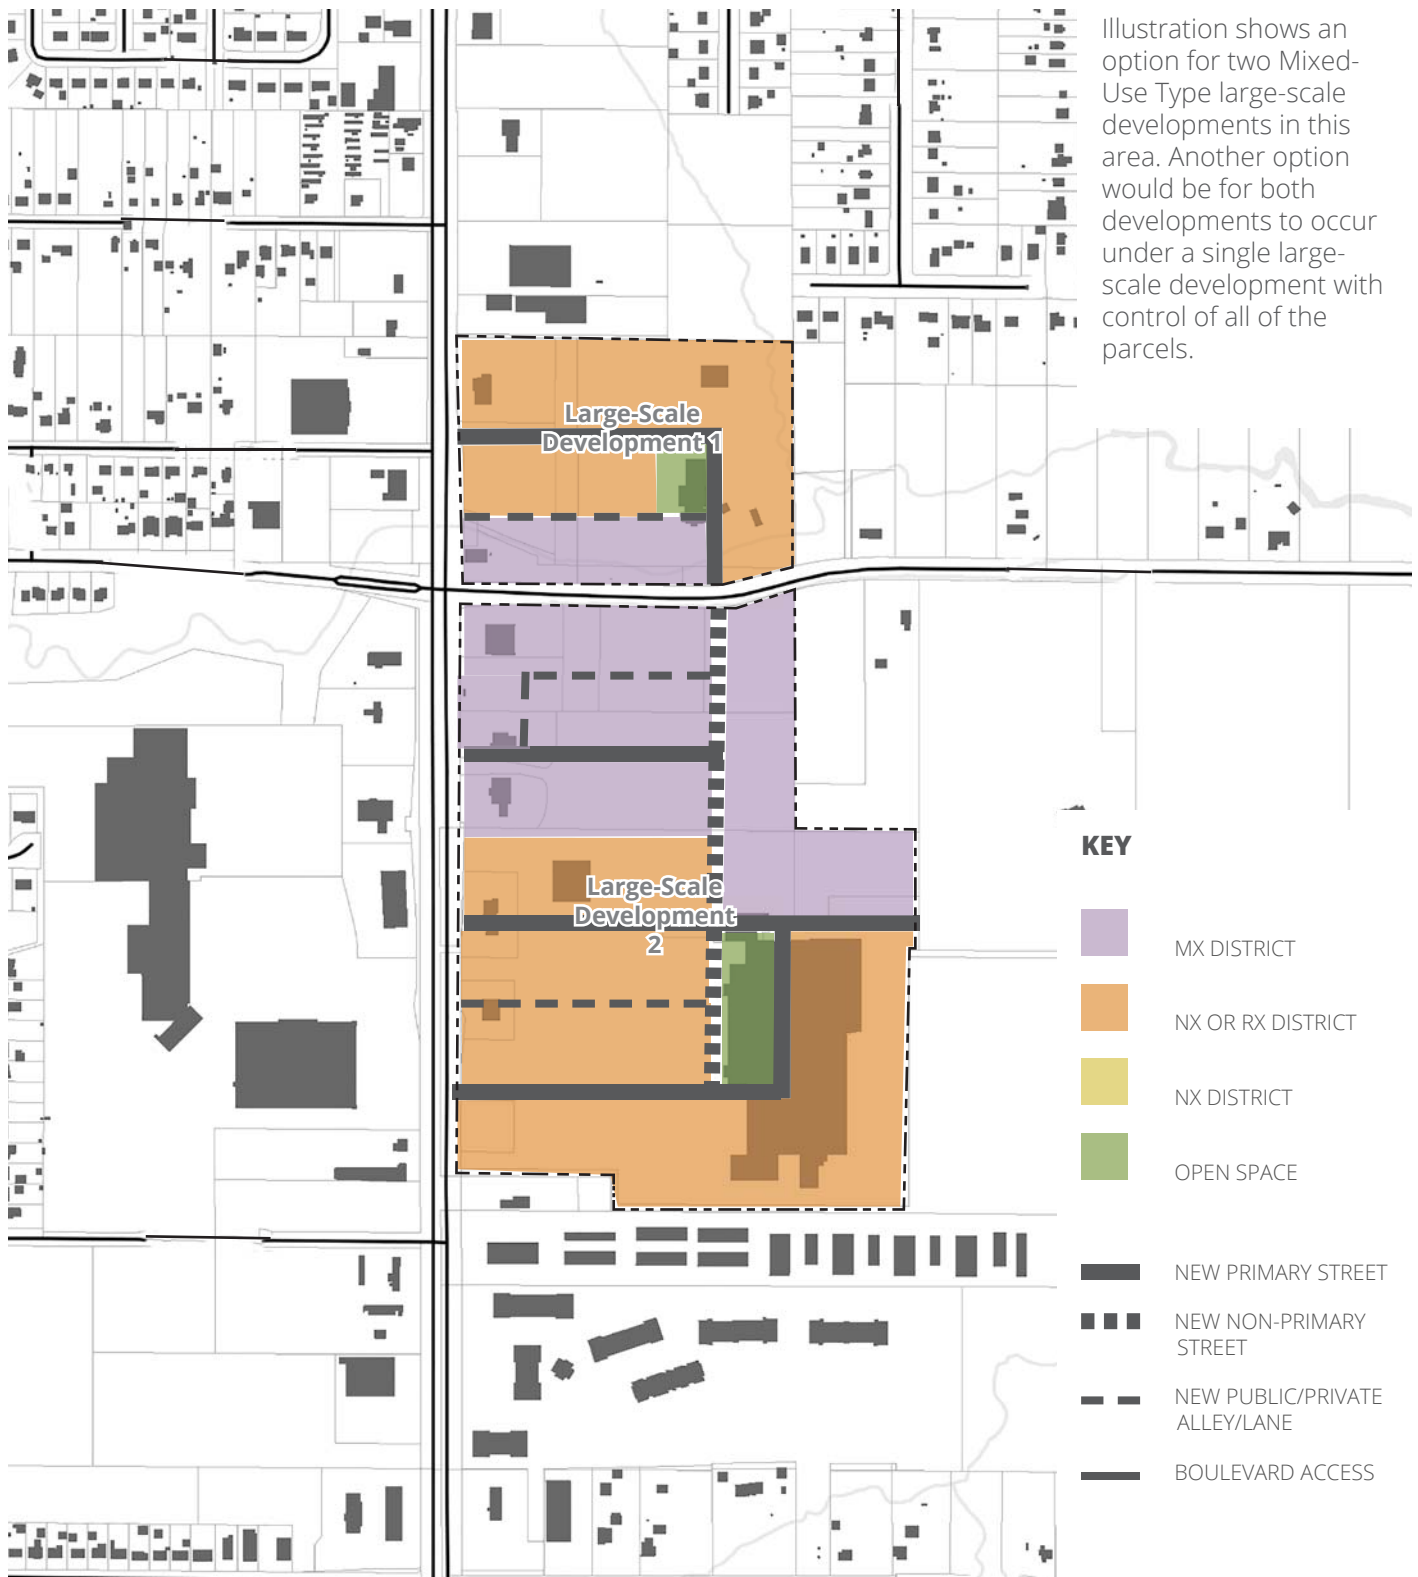 Illustration shows an
option for two Mixed-
Use Type large-scale
developments in this
area. Another option
would be for both
developments to occur
under a single large-
scale development with
control of all of the
parcels.
Large-Scale
Development 1
Large-Scale
Development
2
KEY
MX DISTRICT
NX OR RX DISTRICT
NX DISTRICT
OPEN SPACE
NEW PRIMARY STREET
NEW NON-PRIMARY
STREET
NEW PUBLIC/PRIVATE
ALLEY/LANE
BOULEVARD ACCESS